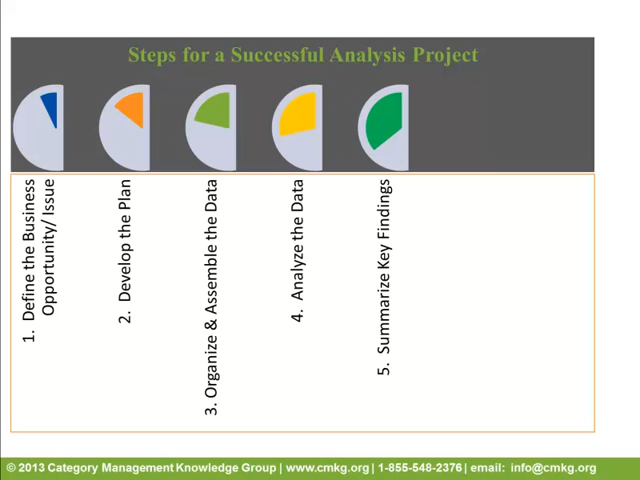 Steps for a Successful Analysis Project
1. Define the Business
Opportunity/ Issue
2. Develop the Plan
3. Organize & Assemble the Data
4. Analyze the Data
5. Summarize Key Findings
© 2013 Category Management Knowledge Group | www.cmkg.org | 1-855-548-2376 | email: info@cmkg.org